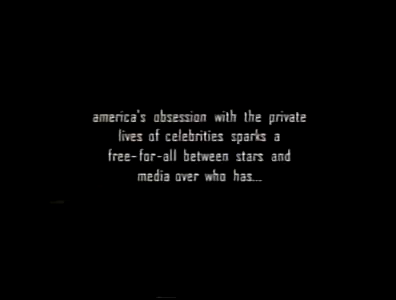 america's obsession with the private
lives of celebrities sparks a
free-for-all between stars and
media over who has...